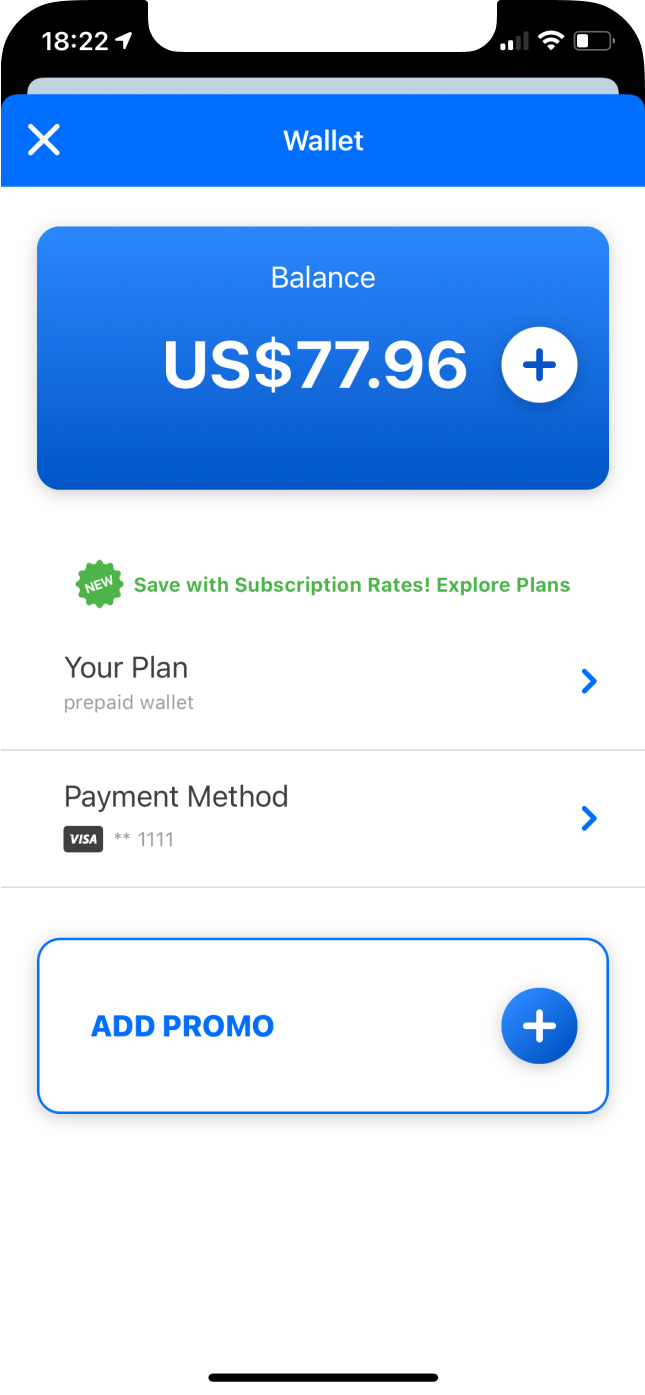 18:22
Wallet
Balance
US$77.96
NEW Save with Subscription Rates! Explore Plans
Your Plan
prepaid wallet
Payment Method
VISA ** 1111
ADD PROMO